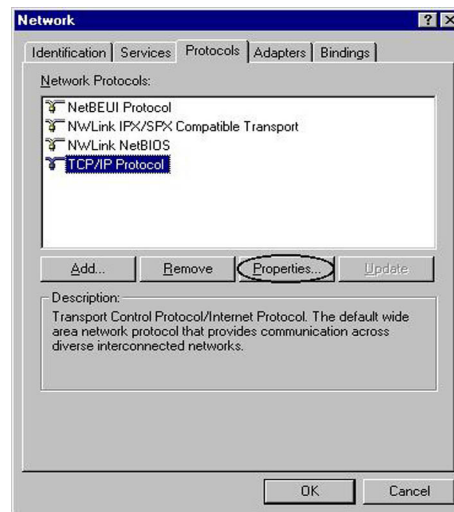 Network
Identification Services Protocols Adapters Bindings
Network Protocols:
NetBEUI Protocol
NWLink IPX/SPX Compatible Transport
NWLink NetBIOS
TCP/IP Protocol
Add... Remove Properties... Update
Description:
Transport Control Protocol/Internet Protocol. The default wide
area network protocol that provides communication across
diverse interconnected networks.
OK Cancel